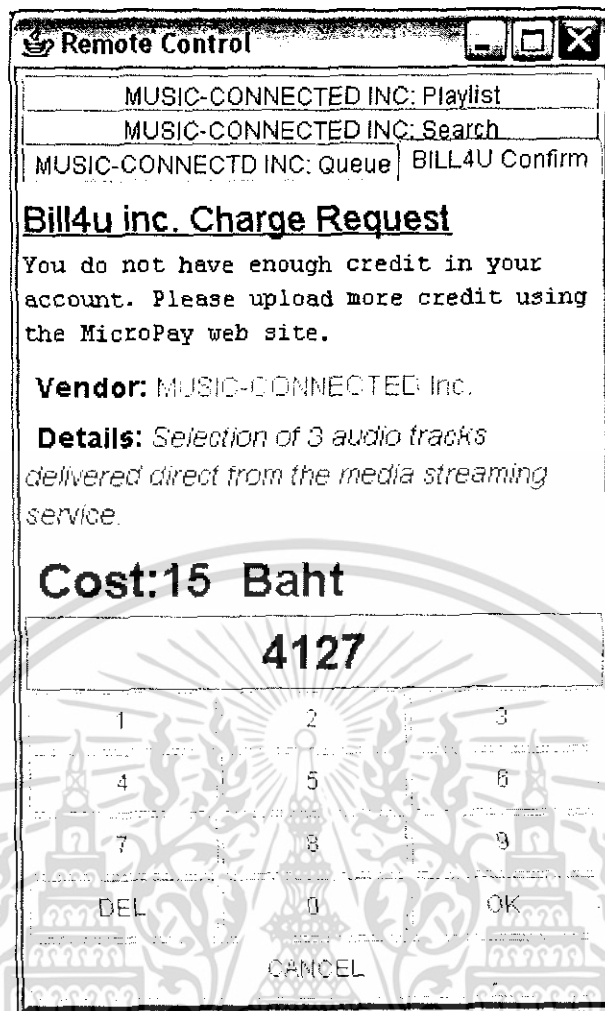 Remote Control
MUSIC-CONNECTED INC: Playlist
MUSIC-CONNECTED INC: Search
MUSIC-CONNECTD INC: Queue BILL4U Confirm
Bill4u inc. Charge Request
You do not have enough credit in your
account. Please upload more credit using
the MicroPay web site.
Vendor: MUSIC-CONNECTED Inc.
Details: Selection of 3 audio tracks
delivered direct from the media streaming
service.
Cost:15 Baht
4127
1 2 3
4 5 6
7 8 9
DEL 0 OK
CANCEL